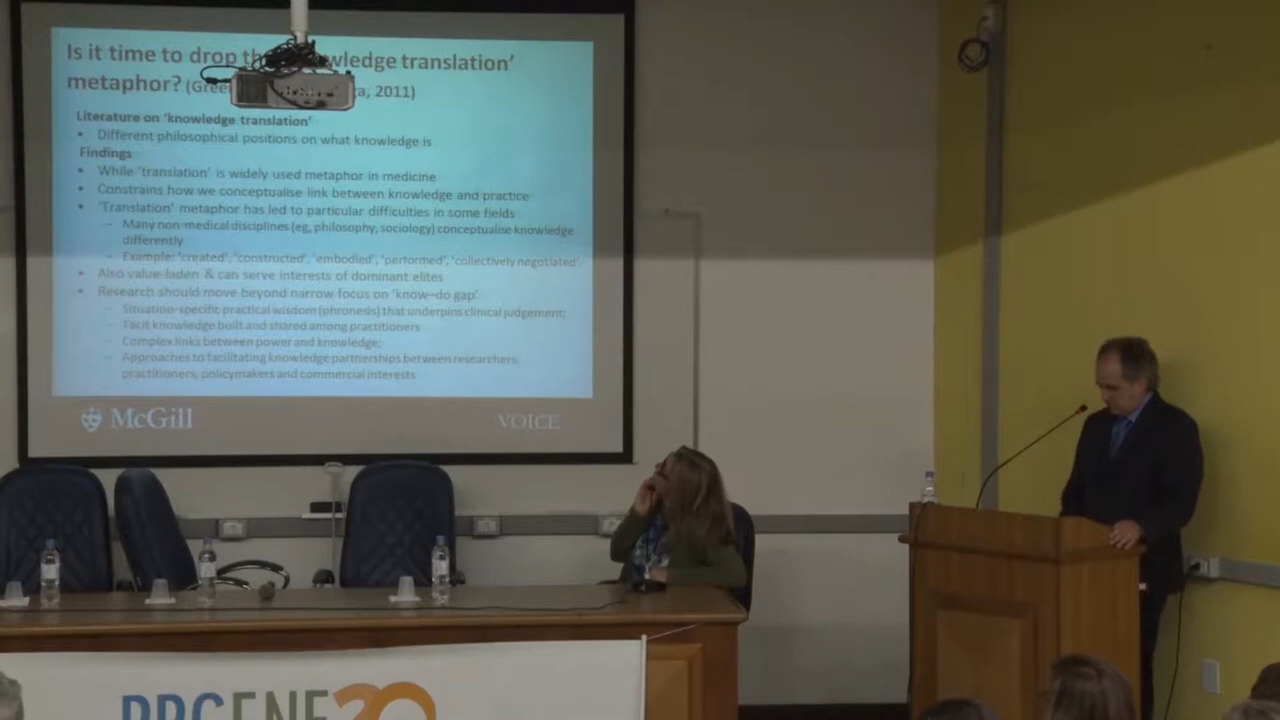 Is it time to drop th wledge translation'
metaphor? (Gree a, 2011)
Literature on 'knowledge translation'
• Different philosophical positions on what knowledge is
Findings
• While 'translation' is widely used metaphor in medicine
• Constrains how we conceptualise link between knowledge and practice
• 'Translation' metaphor has led to particular difficulties in some fields
– Many non-medical disciplines (eg, philosophy, sociology) conceptualise knowledge
differently
– Example: 'created', 'constructed', 'embodied', 'performed', 'collectively negotiated'
• Also value-laden & can serve interests of dominant elites
• Research should move beyond narrow focus on 'know–do gap'
– Situation-specific practical wisdom (phronesis) that underpins clinical judgement;
– Tacit knowledge built and shared among practitioners
– Complex links between power and knowledge;
– Approaches to facilitating knowledge partnerships between researchers,
practitioners, policymakers and commercial interests
McGill
VOICE
PPGENF20